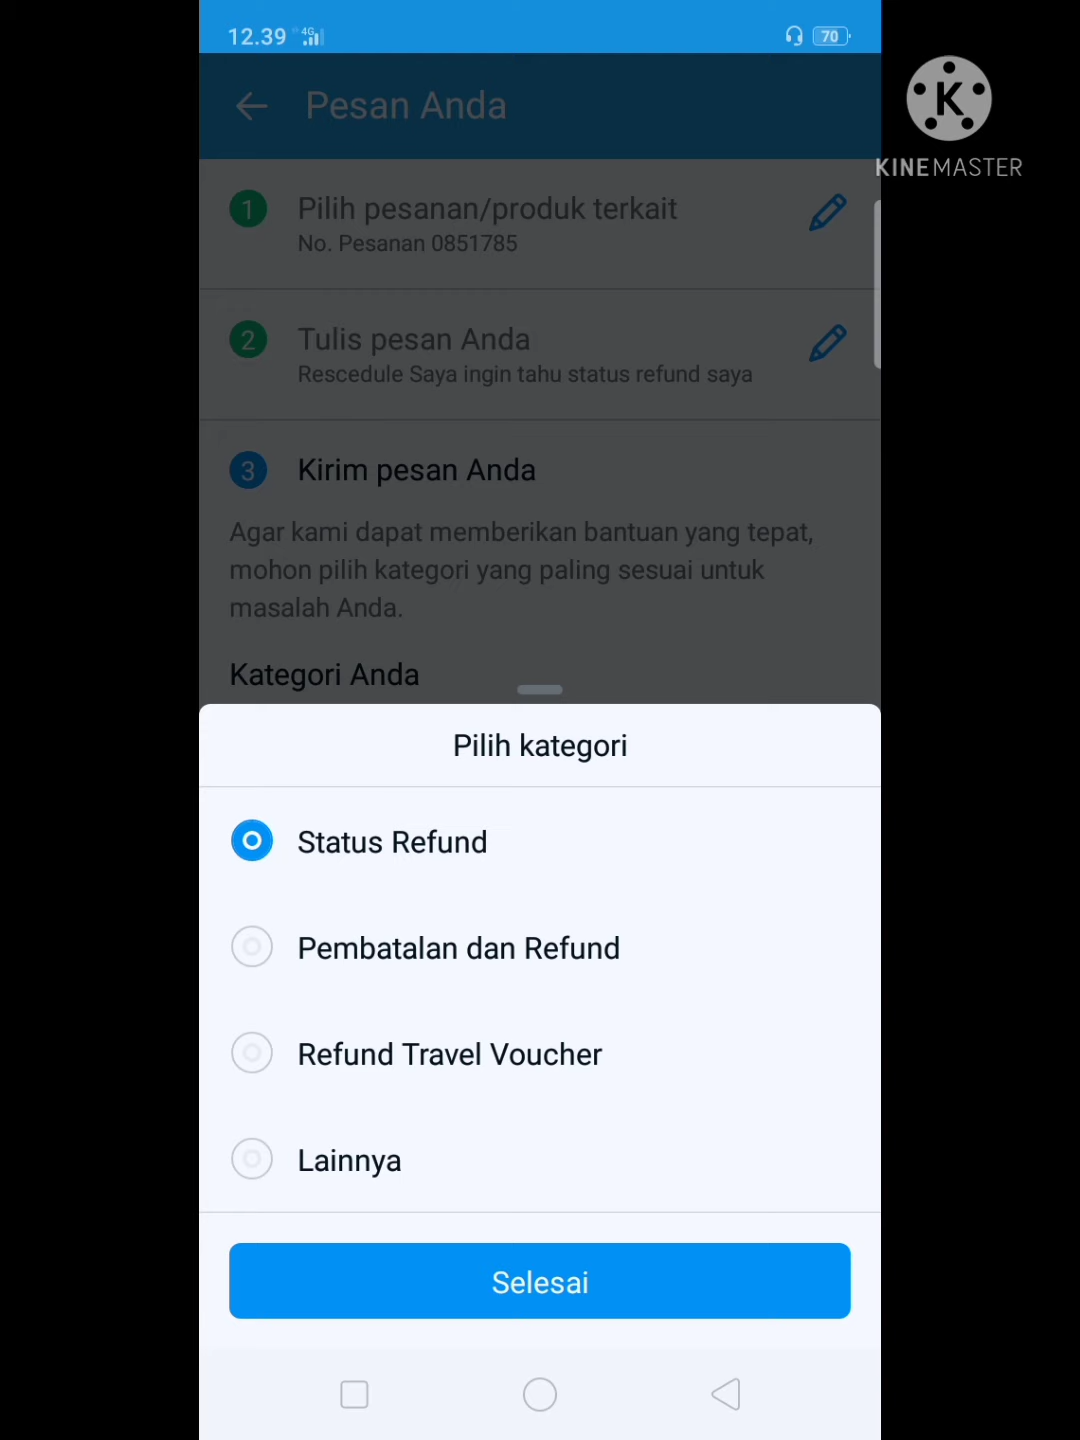 12.39 4G 70
Pesan Anda
K
KINEMASTER
1 Pilih pesanan/produk terkait
No. Pesanan 0851785
2 Tulis pesan Anda
Rescedule Saya ingin tahu status refund saya
3 Kirim pesan Anda
Agar kami dapat memberikan bantuan yang tepat,
mohon pilih kategori yang paling sesuai untuk
masalah Anda.
Kategori Anda
Pilih kategori
Status Refund
Pembatalan dan Refund
Refund Travel Voucher
Lainnya
Selesai